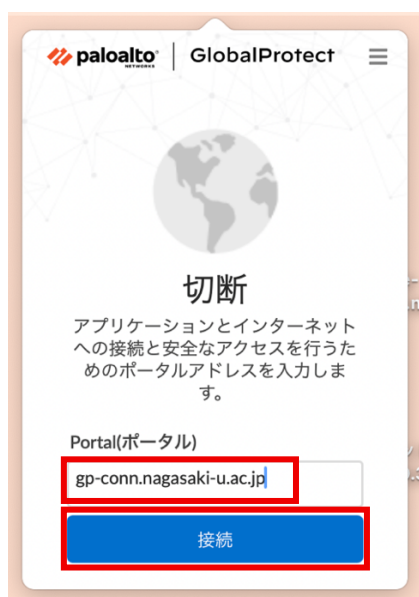 paloalto NETWORKS | GlobalProtect
切断
アプリケーションとインターネット
への接続と安全なアクセスを行うた
めのポータルアドレスを入力しま
す。
Portal(ポータル)
gp-conn.nagasaki-u.ac.jp
接続